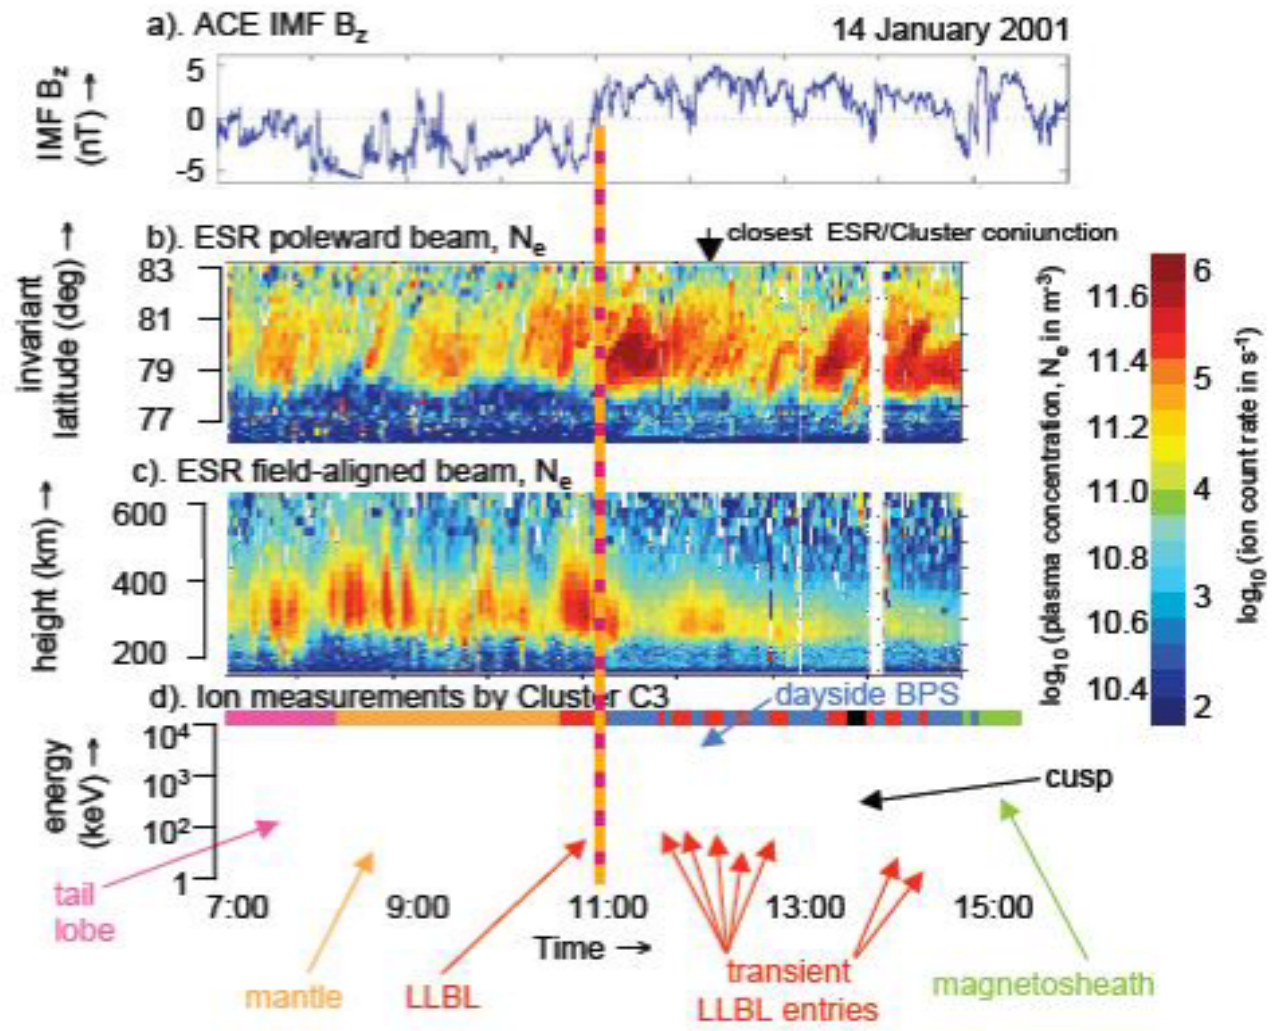 a). ACE IMF Bz
14 January 2001
IMF Bz
(nT) →
5
0
-5
b). ESR poleward beam, Ne
closest ESR/Cluster coniunction
invariant
latitude (deg) →
83
81
79
77
c). ESR field-aligned beam, Ne
height (km) →
600
400
200
11.6
11.4
11.2
11.0
10.8
10.6
10.4
log10 (plasma concentration, Ne in m-3)
6
5
4
3
2
log10 (ion count rate in s-1)
d). Ion measurements by Cluster C3
dayside BPS
energy
(keV) →
10⁴
10³
10²
1
cusp
tail
lobe
7:00
9:00
11:00
13:00
15:00
Time →
mantle
LLBL
transient
LLBL entries
magnetosheath